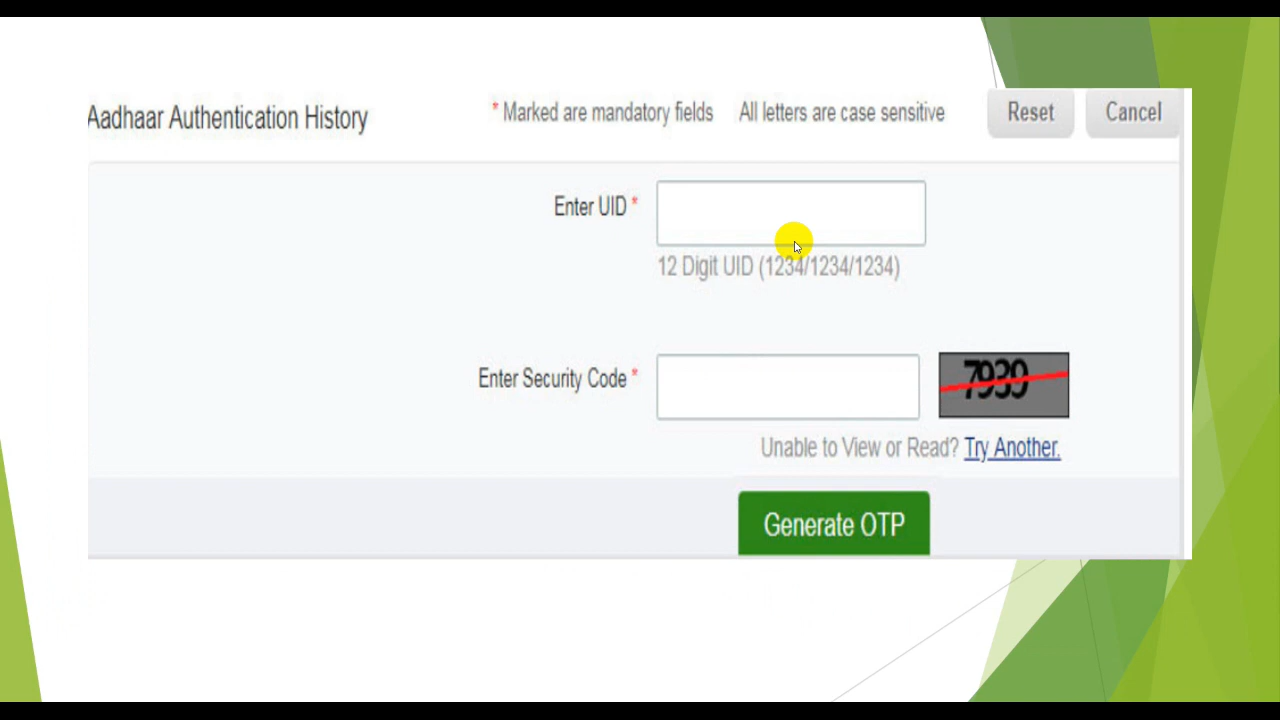 Aadhaar Authentication History
* Marked are mandatory fields
All letters are case sensitive
Reset
Cancel
Enter UID *
12 Digit UID (1234/1234/1234)
Enter Security Code *
7939
Unable to View or Read? Try Another.
Generate OTP